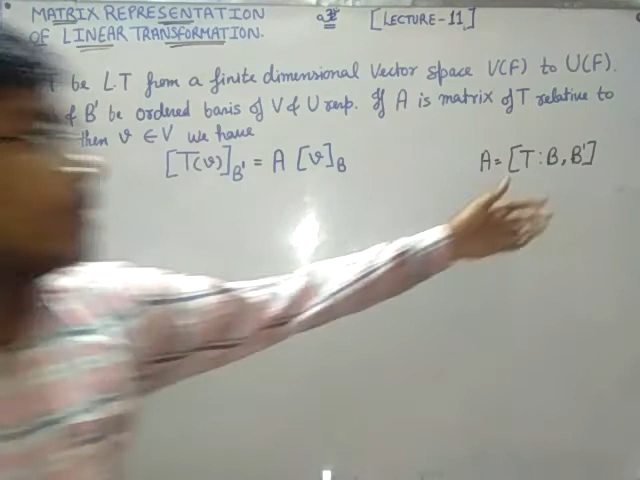 MATRIX REPRESENTATION
OF LINEAR TRANSFORMATION.
[LECTURE-11]
T be L.T from a finite dimensional Vector space V(F) to U(F).
& B' be ordered basis of V & U resp. If A is matrix of T relative to
then v ∈ V we have
[T(v)]B' = A [v]B
A = [T : B, B']